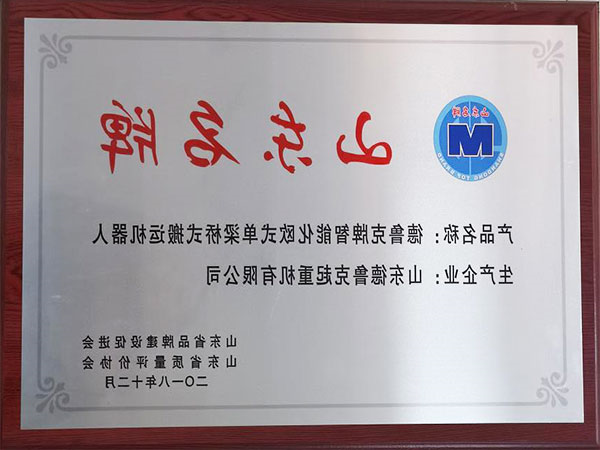 山东名牌
山东名牌
SHANDONG TOP BRAND
产品名称：德鲁克牌智能化欧式单梁桥式搬运机器人
生产企业：山东德鲁克起重机有限公司
山东省品牌建设促进会
山东省质量评价协会
二〇一八年十二月